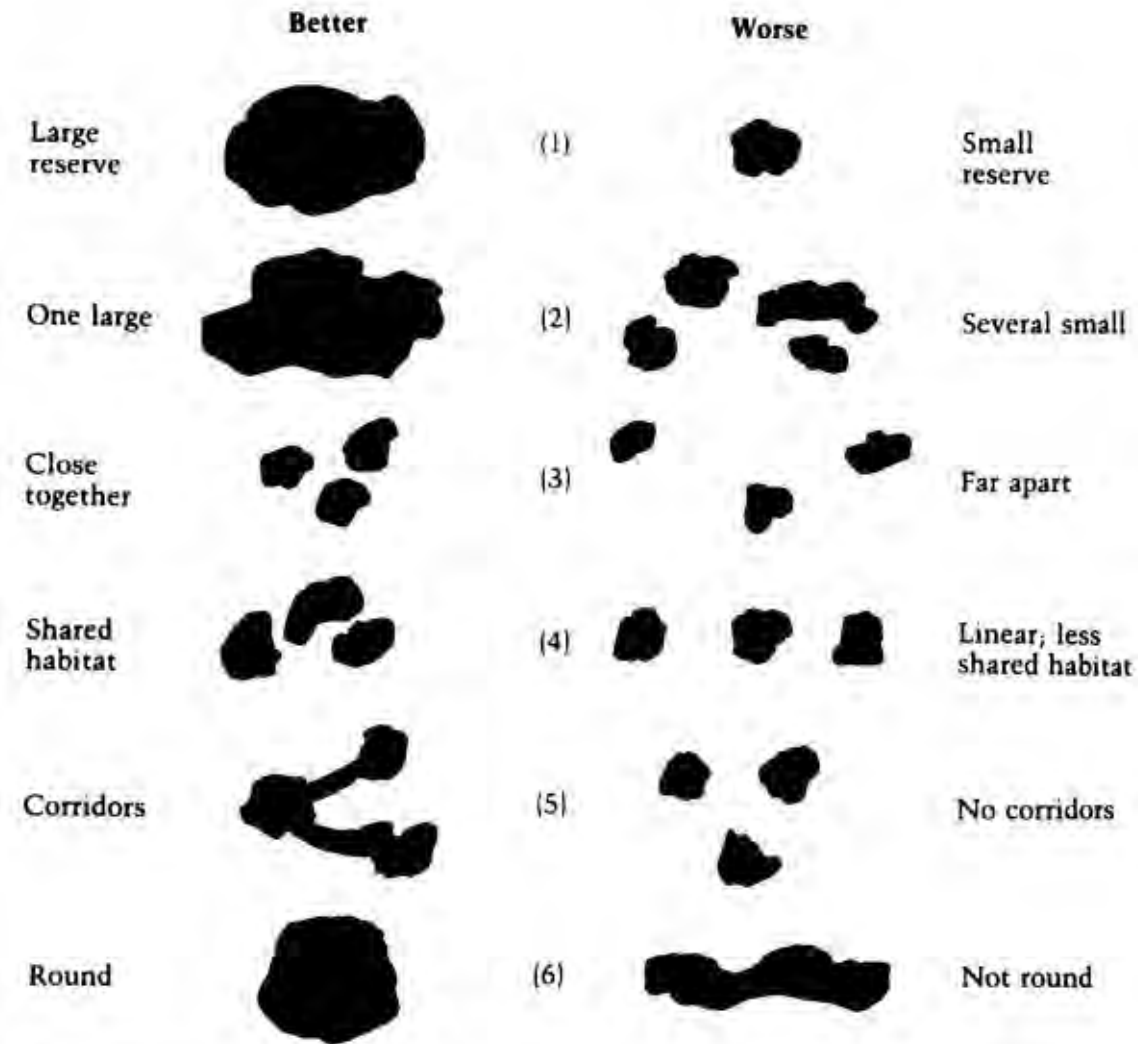 Better
Worse
Large
reserve
(1)
Small
reserve
One large
(2)
Several small
Close
together
(3)
Far apart
Shared
habitat
(4)
Linear; less
shared habitat
Corridors
(5)
No corridors
Round
(6)
Not round